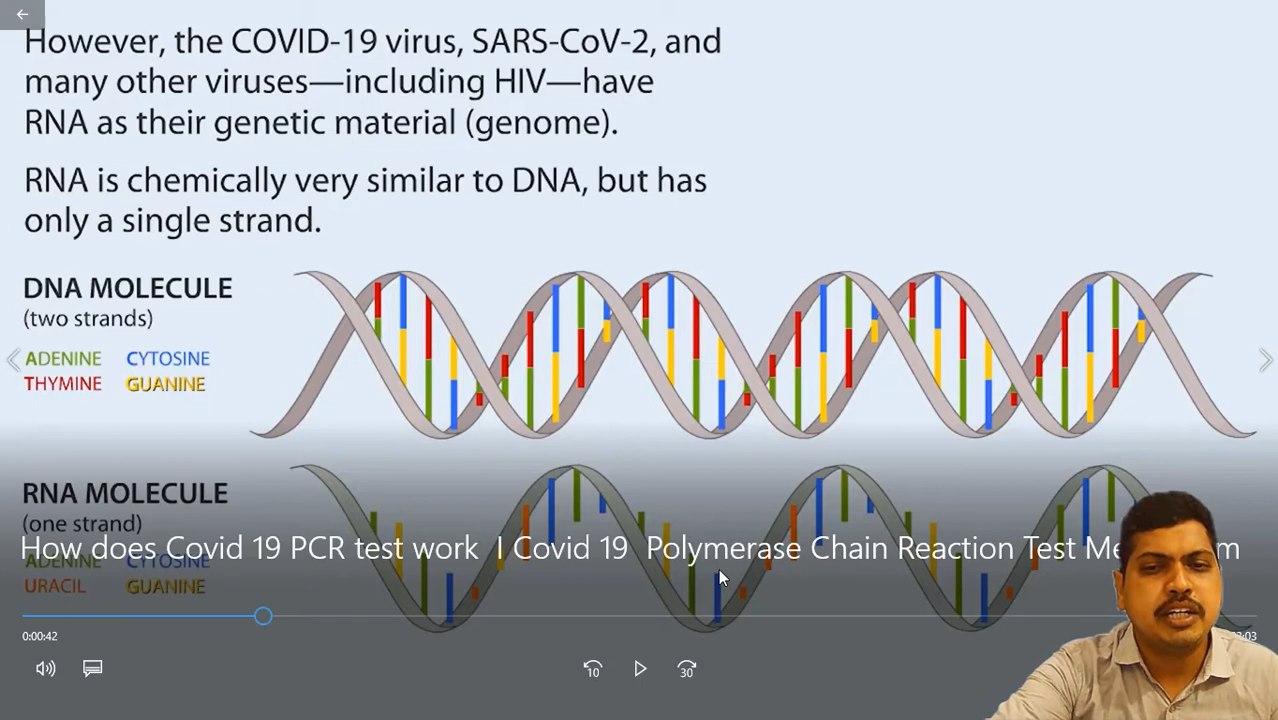 However, the COVID-19 virus, SARS-CoV-2, and
many other viruses—including HIV—have
RNA as their genetic material (genome).
RNA is chemically very similar to DNA, but has
only a single strand.
DNA MOLECULE
(two strands)
ADENINE CYTOSINE
THYMINE GUANINE
RNA MOLECULE
(one strand)
How does Covid 19 PCR test work I Covid 19 Polymerase Chain Reaction Test
ADENINE CYTOSINE
URACIL GUANINE
0:00:42
10 30